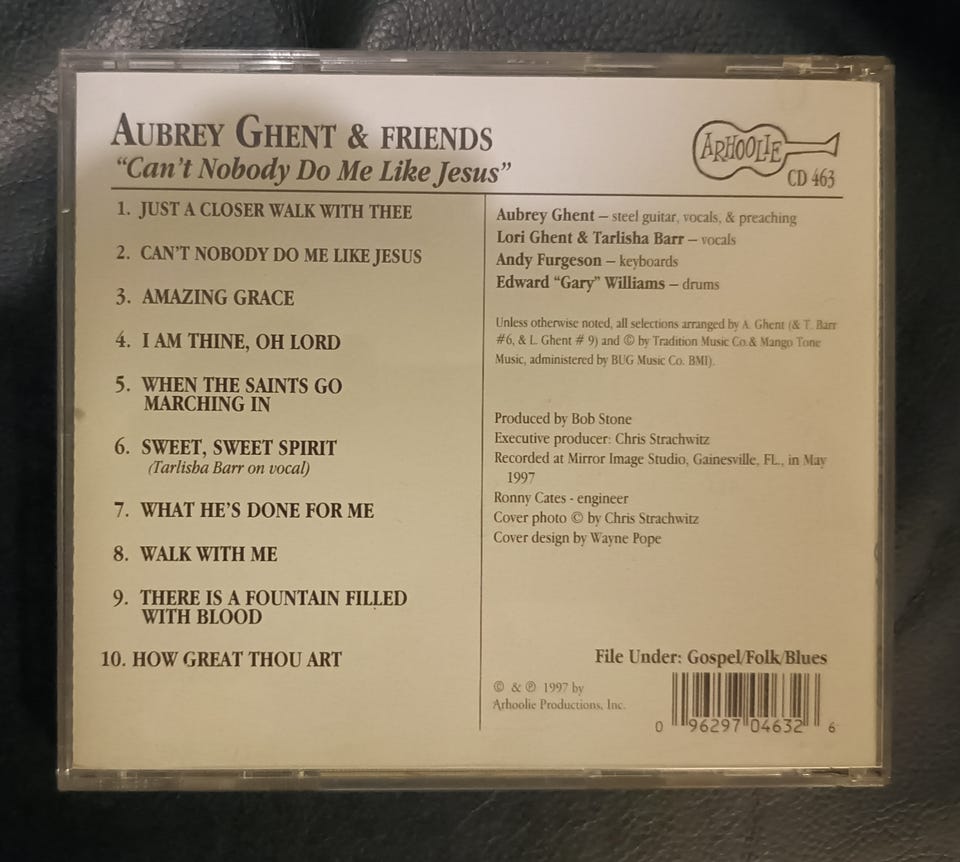 AUBREY GHENT & FRIENDS
"Can't Nobody Do Me Like Jesus"
ARHOOLIE
CD 463
1. JUST A CLOSER WALK WITH THEE
2. CAN'T NOBODY DO ME LIKE JESUS
3. AMAZING GRACE
4. I AM THINE, OH LORD
5. WHEN THE SAINTS GO
MARCHING IN
6. SWEET, SWEET SPIRIT
(Tarlisha Barr on vocal)
7. WHAT HE'S DONE FOR ME
8. WALK WITH ME
9. THERE IS A FOUNTAIN FILLED
WITH BLOOD
10. HOW GREAT THOU ART
Aubrey Ghent – steel guitar, vocals, & preaching
Lori Ghent & Tarlisha Barr – vocals
Andy Furgeson – keyboards
Edward "Gary" Williams – drums
Unless otherwise noted, all selections arranged by A. Ghent (& T. Barr
#6, & L. Ghent # 9) and © by Tradition Music Co.& Mango Tone
Music, administered by BUG Music Co. BMI).
Produced by Bob Stone
Executive producer: Chris Strachwitz
Recorded at Mirror Image Studio, Gainesville, FL., in May
1997
Ronny Cates - engineer
Cover photo © by Chris Strachwitz
Cover design by Wayne Pope
File Under: Gospel/Folk/Blues
© & ℗ 1997 by
Arhoolie Productions, Inc.
0 96297 04632 6